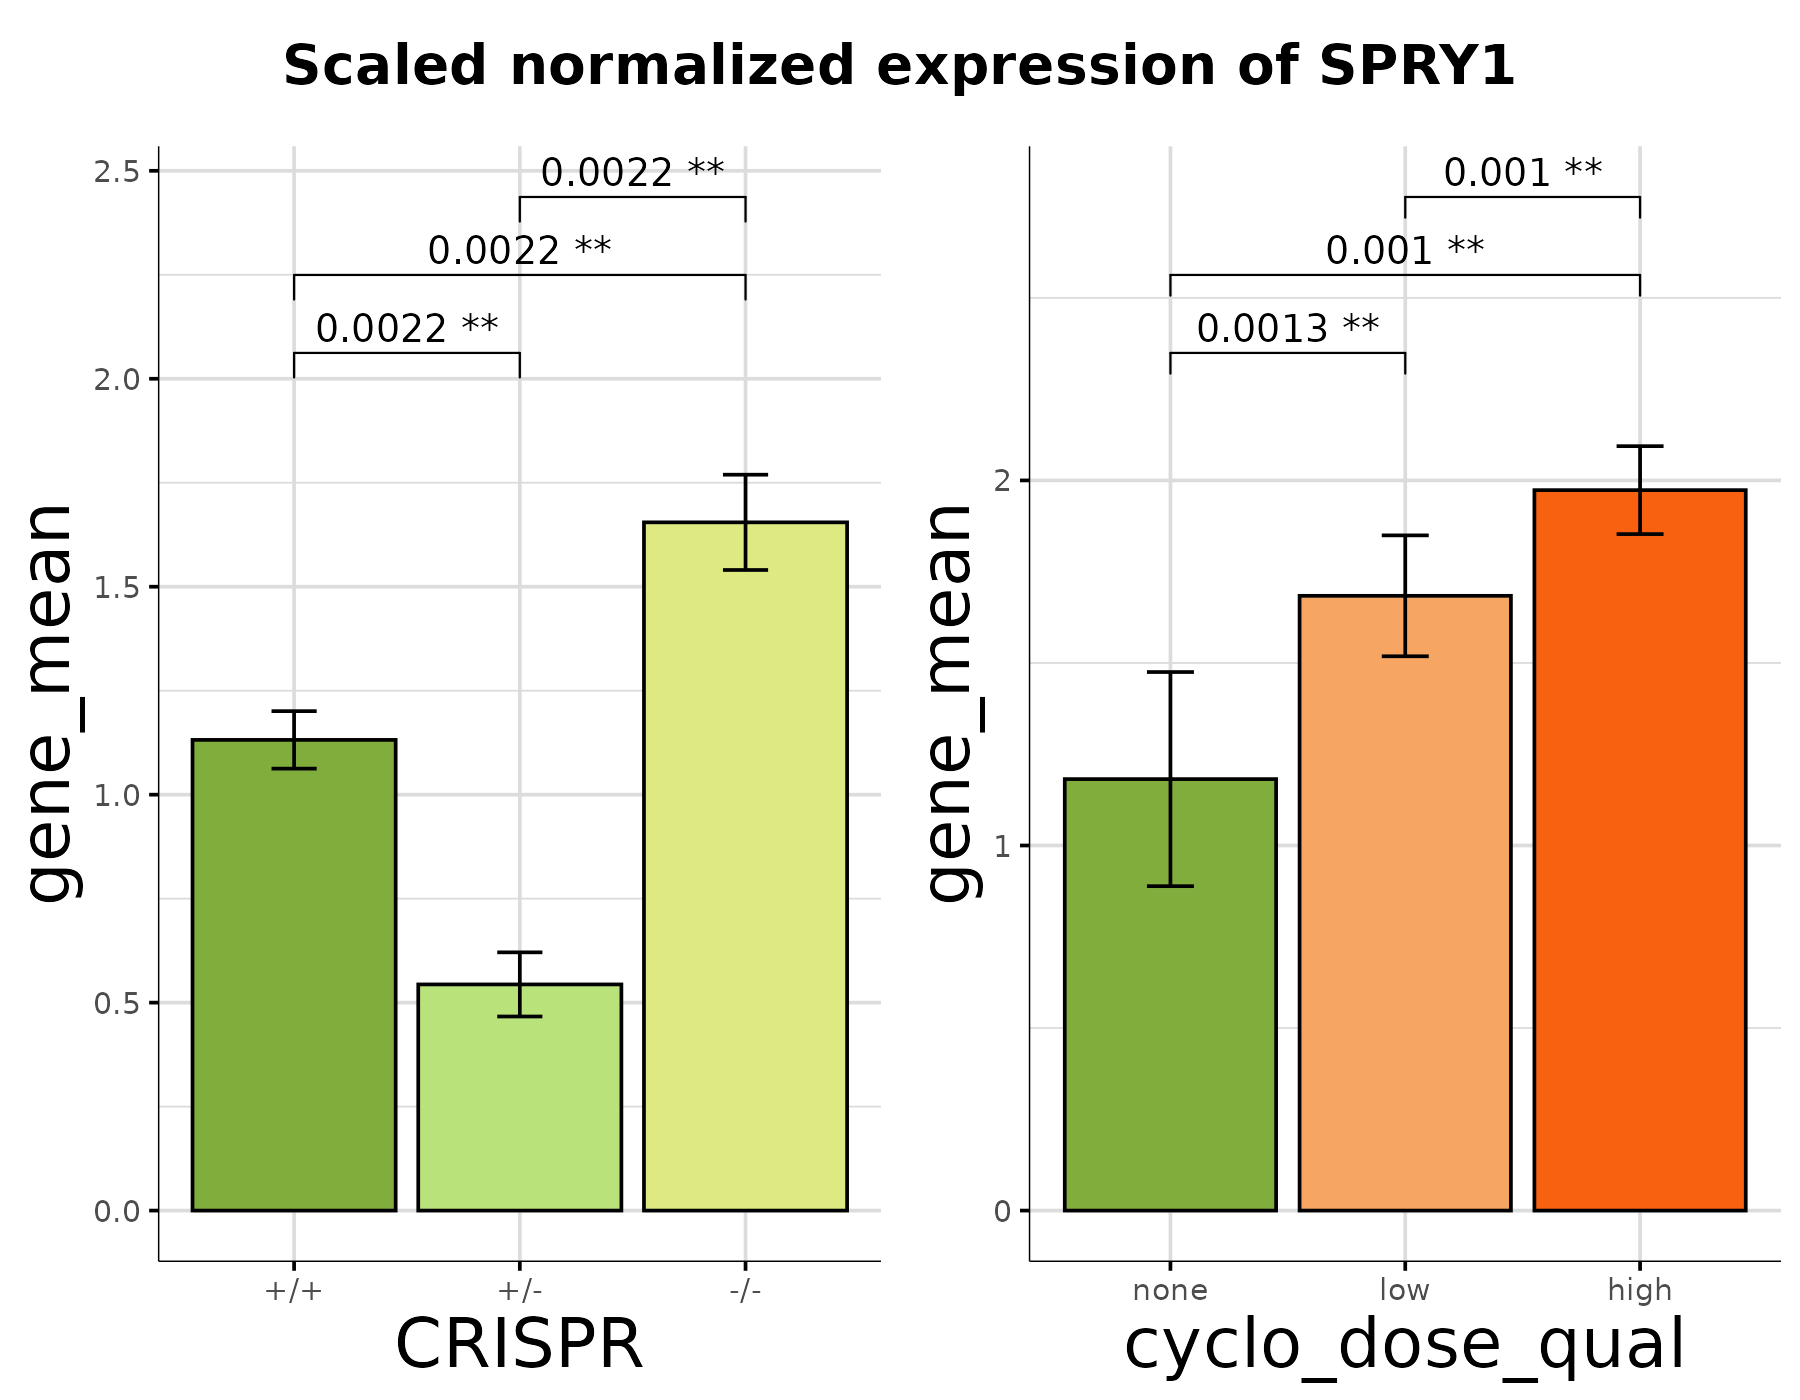 Scaled normalized expression of SPRY1
gene_mean
2.5
2.0
1.5
1.0
0.5
0.0
0.0022 **
0.0022 **
0.0022 **
+/+ +/- -/-
CRISPR
gene_mean
2
1
0
0.001 **
0.001 **
0.0013 **
none low high
cyclo_dose_qual